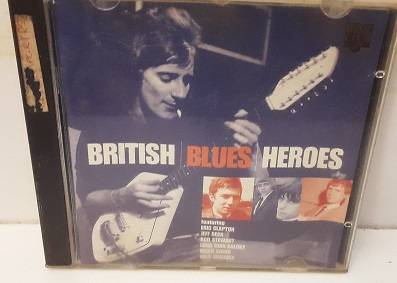 BRITISH BLUES HEROES
featuring
ERIC CLAPTON
JEFF BECK
ROD STEWART
LONG JOHN BALDRY